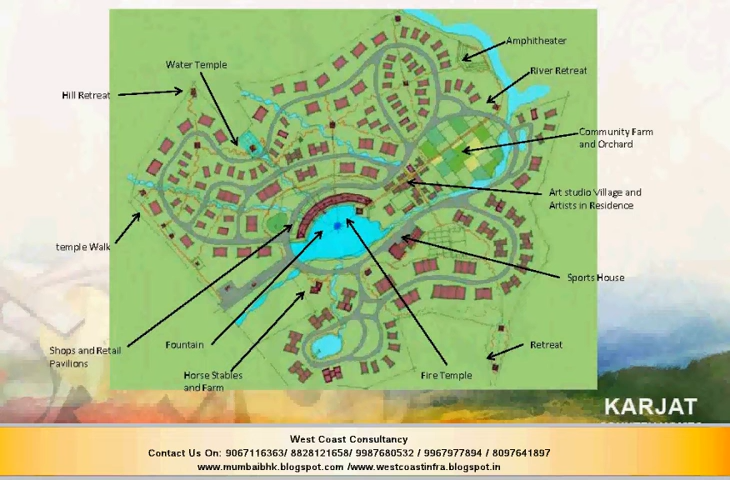 Amphitheater
Water Temple
River Retreat
Hill Retreat
Community Farm
and Orchard
Art studio Village and
Artists in Residence
temple Walk
Sports House
Shops and Retail
Pavilions
Fountain
Retreat
Horse Stables
and Farm
Fire Temple
KARJAT
West Coast Consultancy
Contact Us On: 9067116363/ 8828121658/ 9987680532 / 9967977894 / 8097641897
www.mumbaibhk.blogspot.com /www.westcoastinfra.blogspot.in